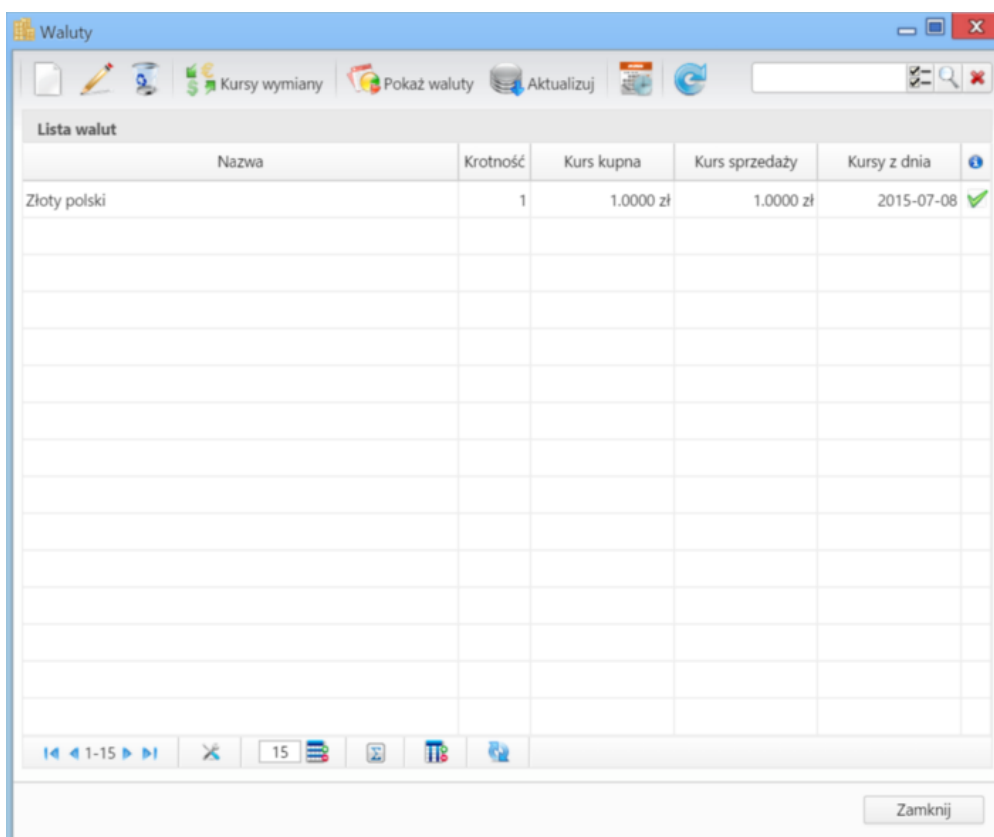 Waluty
Kursy wymiany Pokaż waluty Aktualizuj
Lista walut
Nazwa Krotność Kurs kupna Kurs sprzedaży Kursy z dnia
Złoty polski 1 1.0000 zł 1.0000 zł 2015-07-08
1-15 15
Zamknij